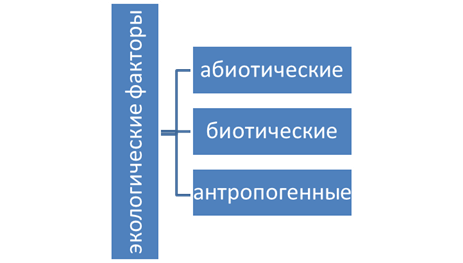 экологические факторы
абиотические
биотические
антропогенные